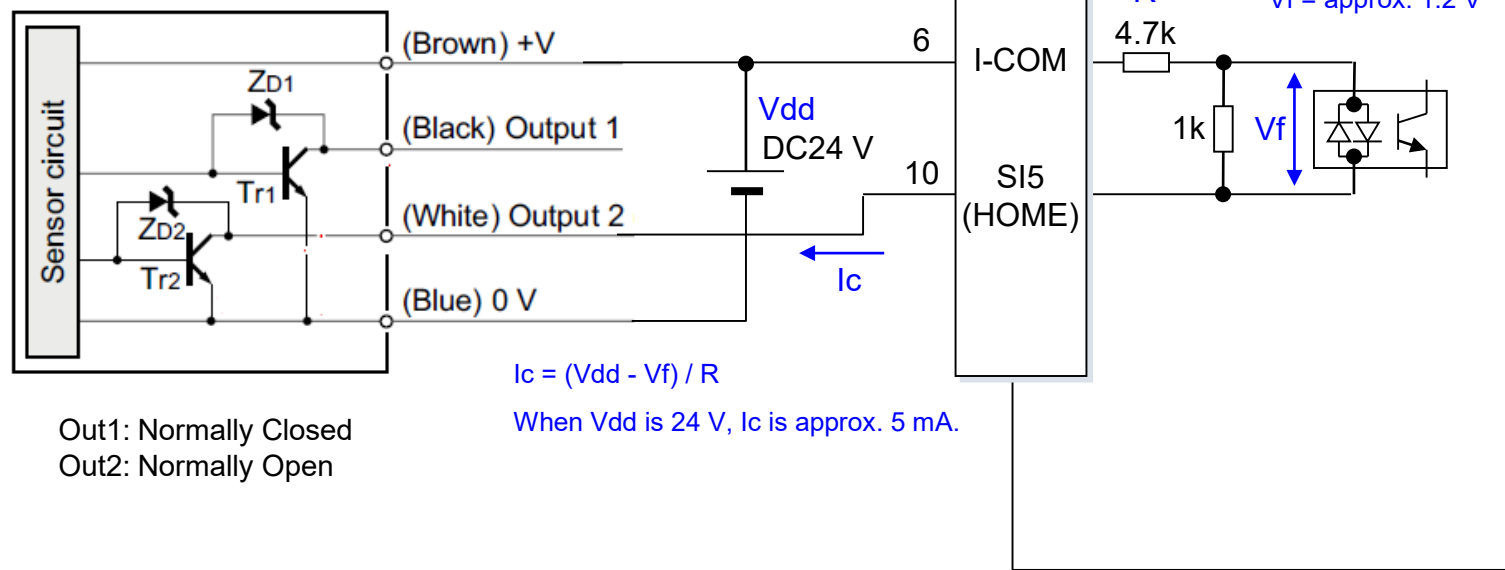 R
Vf = approx. 1.2 V
(Brown) +V
6
I-COM
4.7k
ZD1
Vdd
DC24 V
(Black) Output 1
1k
Vf
Sensor circuit
Tr1
10
SI5
(HOME)
(White) Output 2
ZD2
Tr2
Ic
(Blue) 0 V
Ic = (Vdd - Vf) / R
When Vdd is 24 V, Ic is approx. 5 mA.
Out1: Normally Closed
Out2: Normally Open